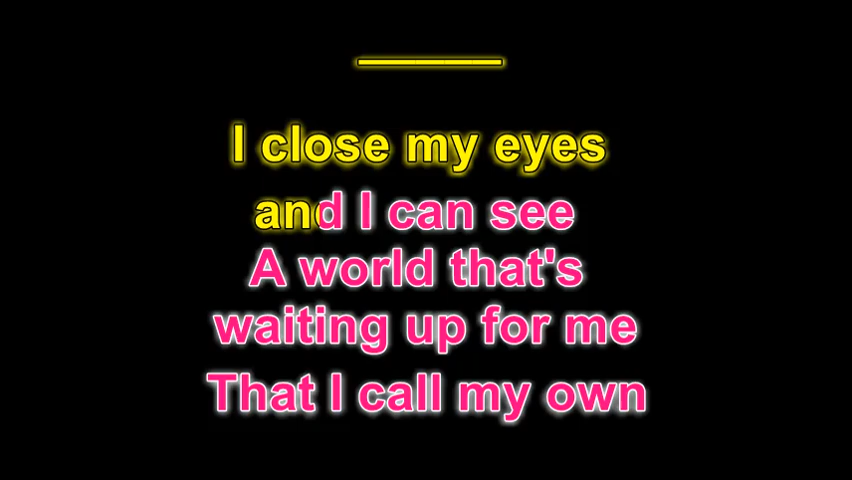 I close my eyes
and I can see
A world that's
waiting up for me
That I call my own